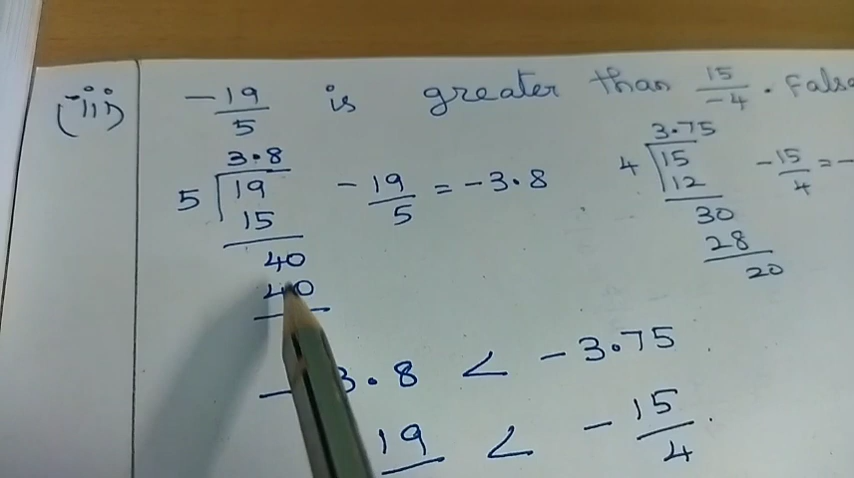 (iii) -19/5 is greater than 15/-4. False
3.8
5 19 -19/5 = -3.8
15
40
40
3.75
4 15 -15/4 = -
12
30
28
20
-3.8 < -3.75
19 < -15/4.